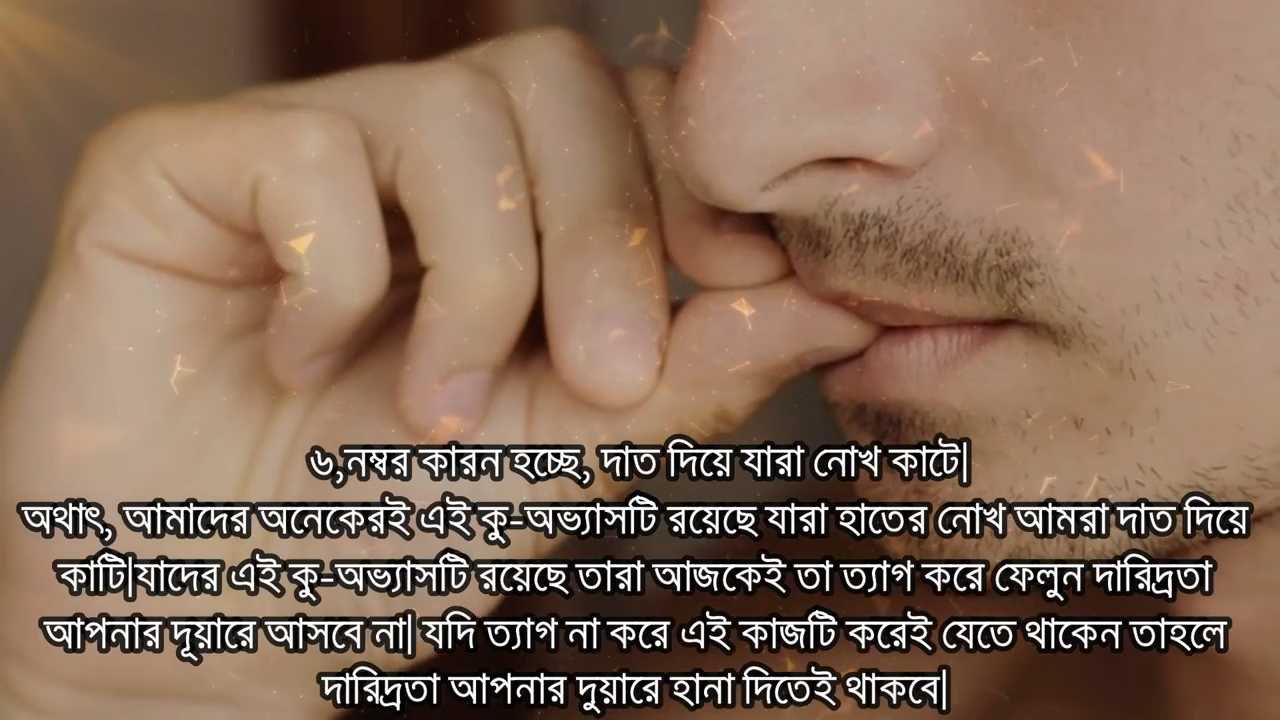 ৬,নম্বর কারন হচ্ছে, দাত দিয়ে যারা নোখ কাটে|
অথাৎ, আমাদের অনেকেরই এই কু-অভ্যাসটি রয়েছে যারা হাতের নোখ আমরা দাত দিয়ে
কাটি|যাদের এই কু-অভ্যাসটি রয়েছে তারা আজকেই তা ত্যাগ করে ফেলুন দারিদ্রতা
আপনার দূয়ারে আসবে না| যদি ত্যাগ না করে এই কাজটি করেই যেতে থাকেন তাহলে
দারিদ্রতা আপনার দুয়ারে হানা দিতেই থাকবে|